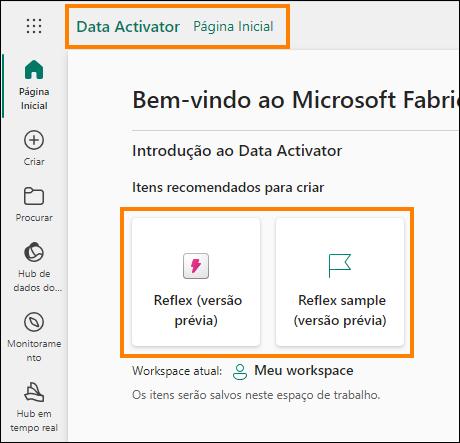 Data Activator Página Inicial
Página
Inicial
Criar
Procurar
Hub de
dados do...
Monitorame
nto
Hub em
tempo real
Bem-vindo ao Microsoft Fabric
Introdução ao Data Activator
Itens recomendados para criar
Reflex (versão
prévia)
Reflex sample
(versão prévia)
Workspace atual: Meu workspace
Os itens serão salvos neste espaço de trabalho.